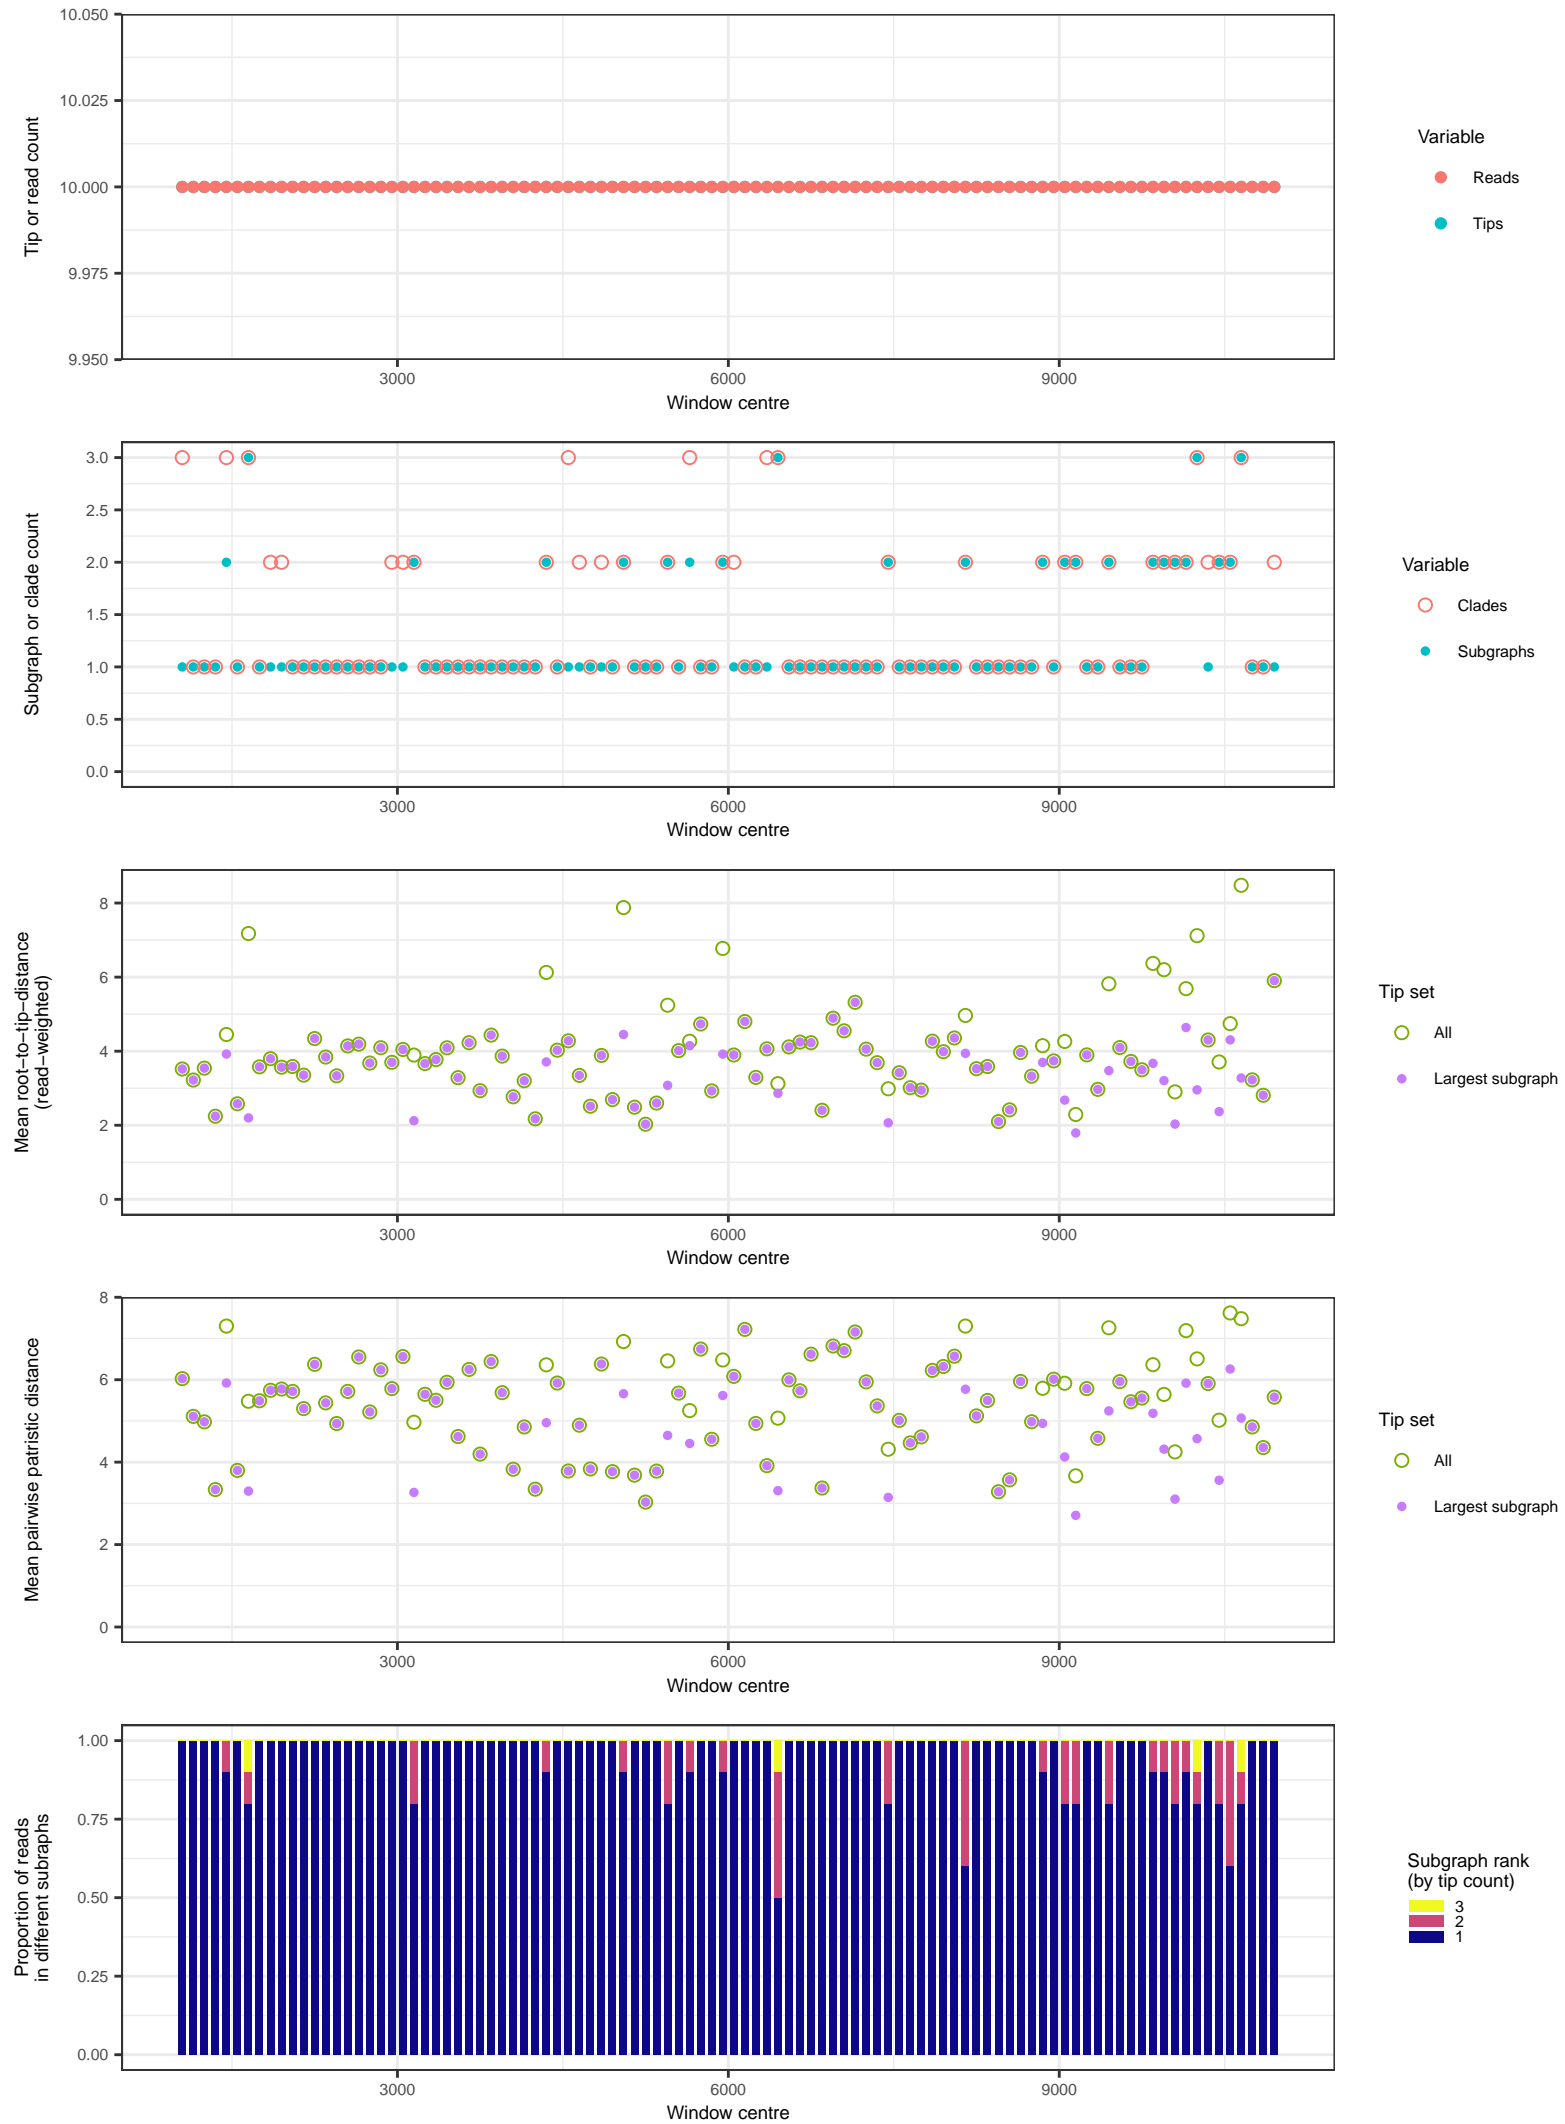 10.050
10.025
10.000
9.975
9.950
Tip or read count
3000 6000 9000
Window centre
Variable
Reads
Tips
3.0
2.5
2.0
1.5
1.0
0.5
0.0
Subgraph or clade count
3000 6000 9000
Window centre
Variable
Clades
Subgraphs
8
6
4
2
0
Mean root−to−tip−distance
(read−weighted)
3000 6000 9000
Window centre
Tip set
All
Largest subgraph
8
6
4
2
0
Mean pairwise patristic distance
3000 6000 9000
Window centre
Tip set
All
Largest subgraph
1.00
0.75
0.50
0.25
0.00
Proportion of reads
in different subraphs
3000 6000 9000
Window centre
Subgraph rank
(by tip count)
3
2
1